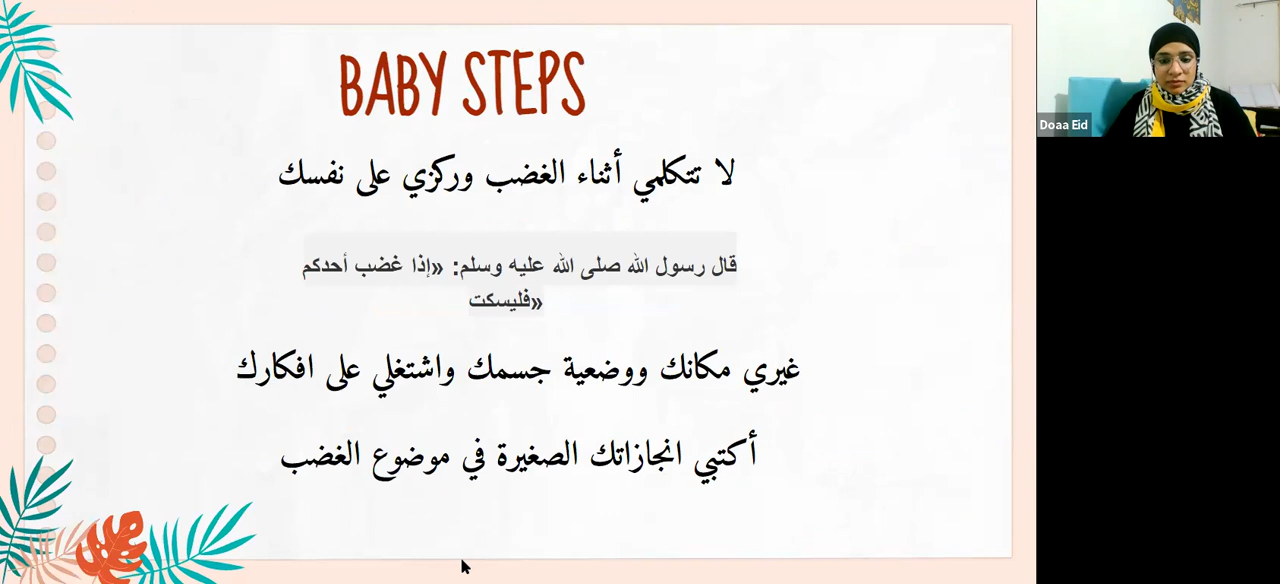 BABY STEPS
لا تتكلمي أثناء الغضب وركزي على نفسك
قال رسول الله صلى الله عليه وسلم: «إذا غضب أحدكم
فليسكت»
غيري مكانك ووضعية جسمك واشتغلي على افكارك
أكتبي انجازاتك الصغيرة في موضوع الغضب
Doaa Eid